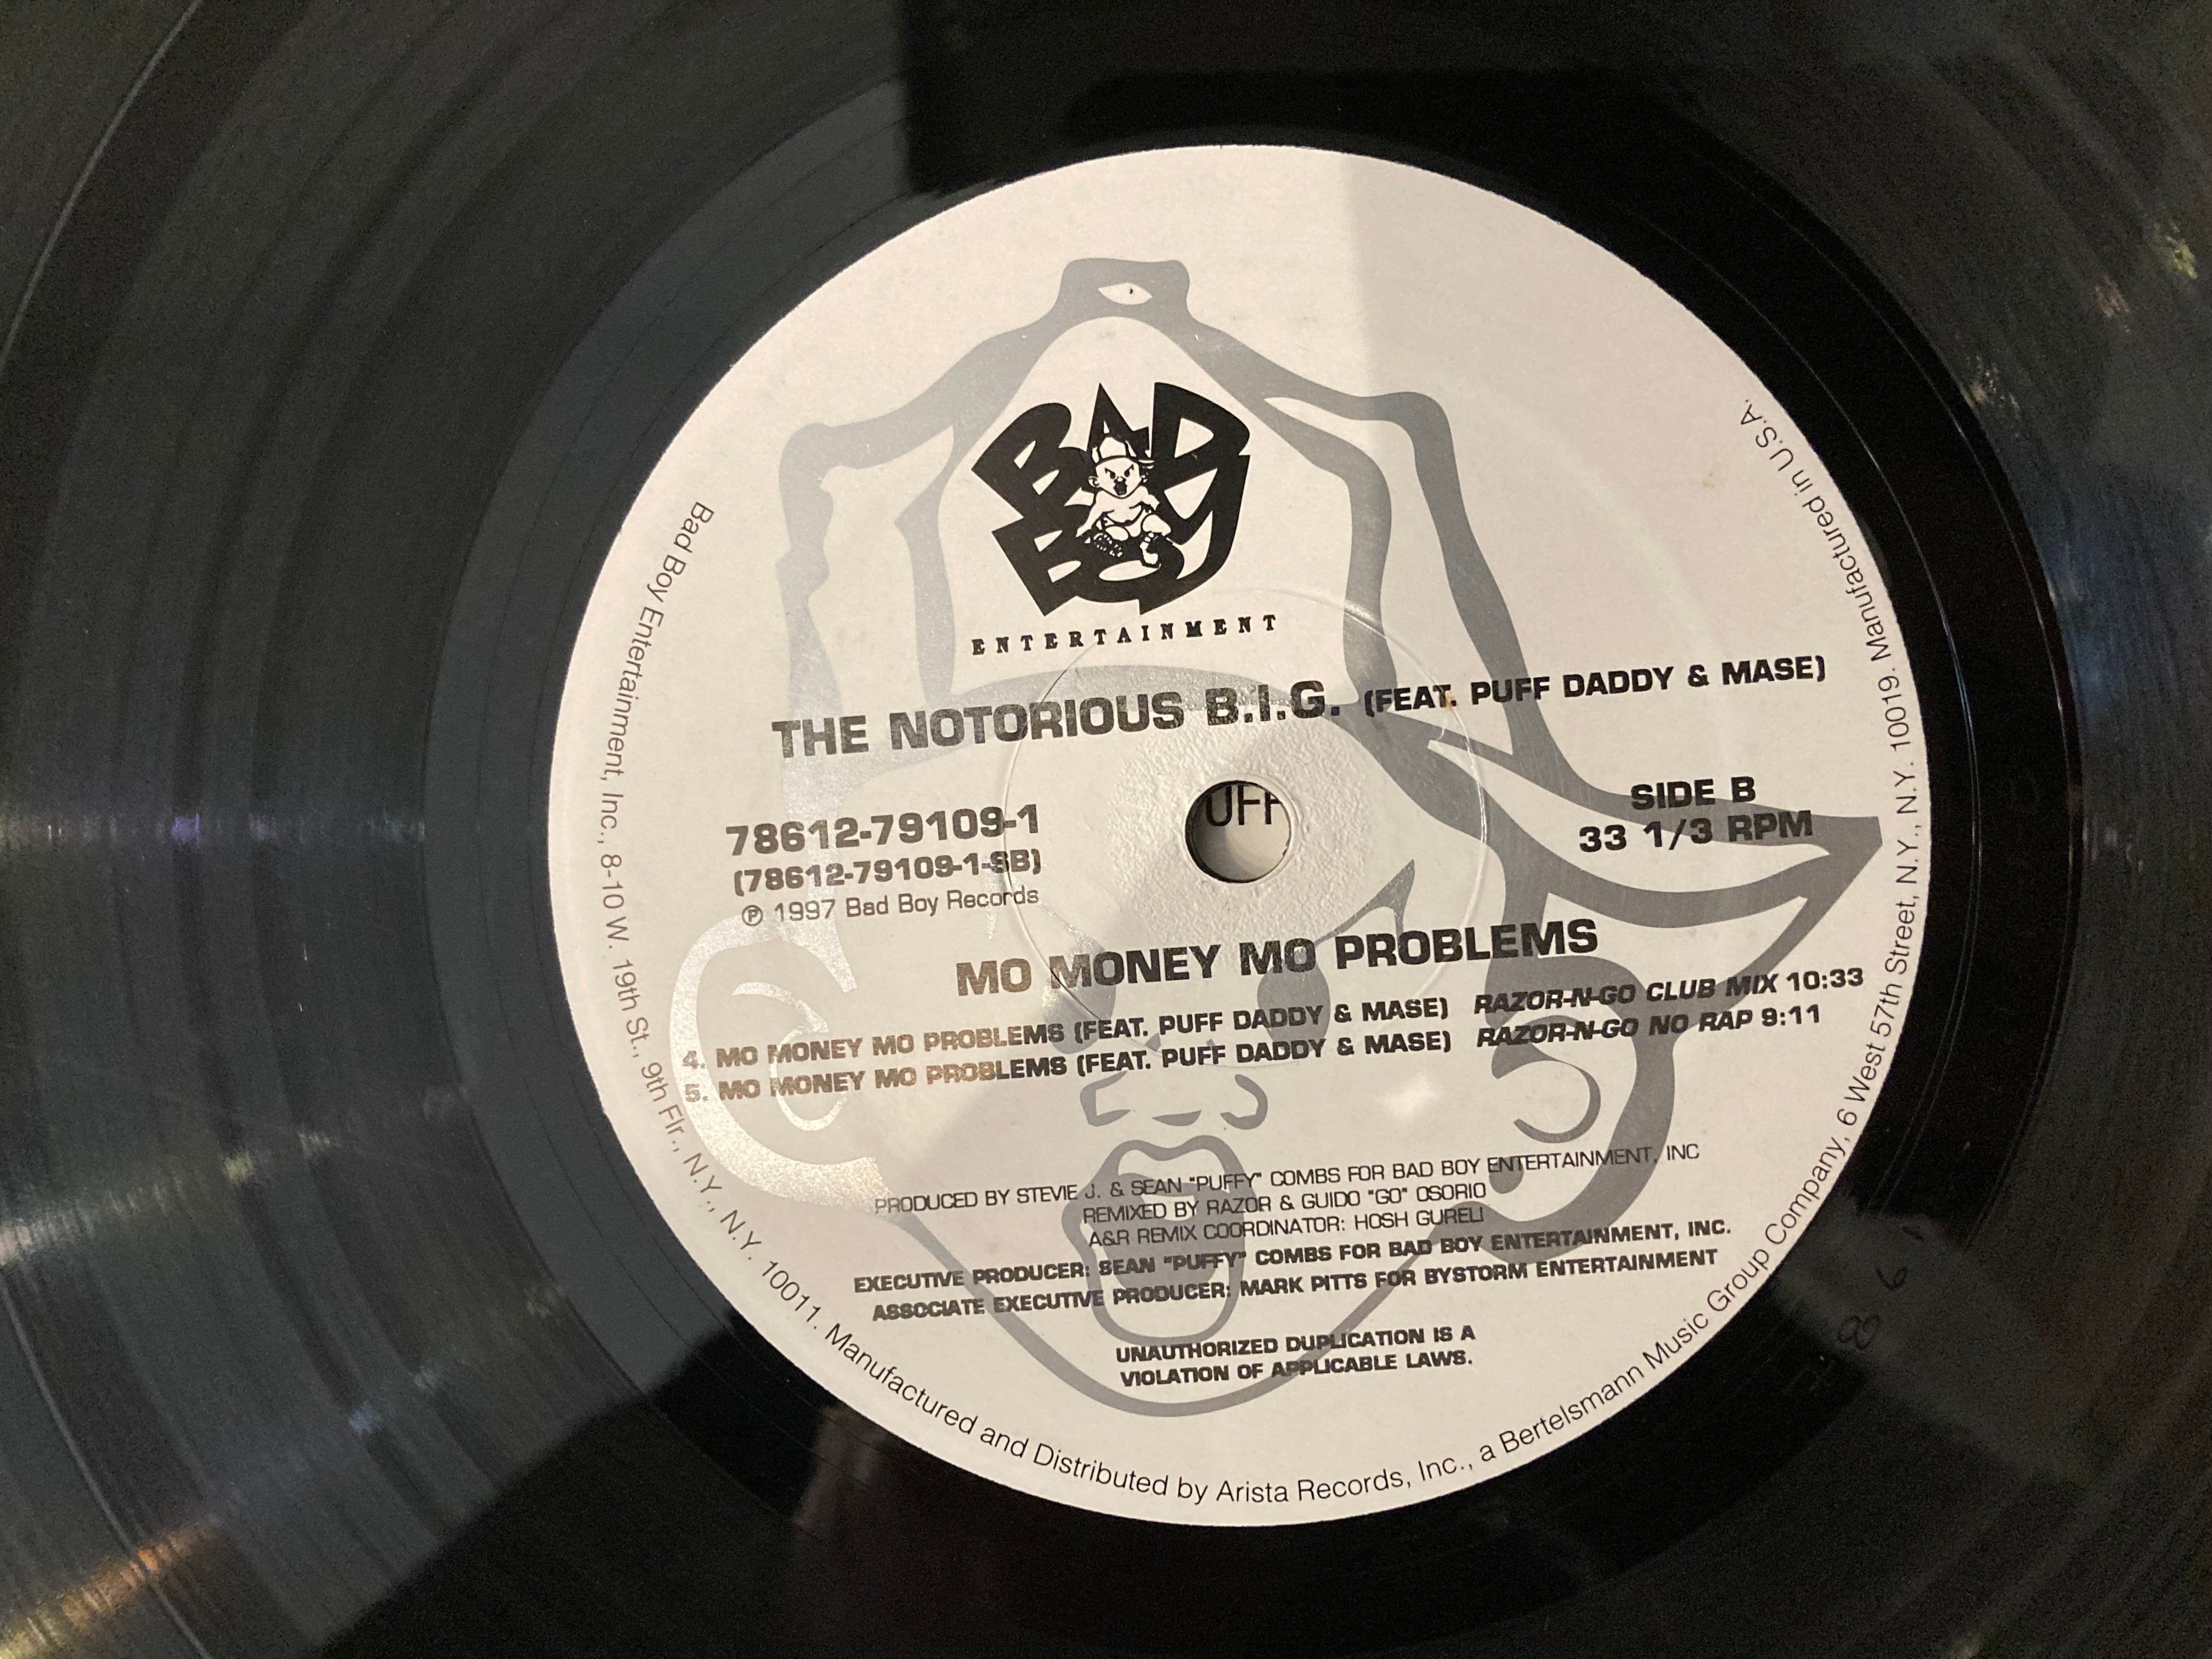 BAD
BOY
ENTERTAINMENT
THE NOTORIOUS B.I.G. (FEAT. PUFF DADDY & MASE)
78612-79109-1
(78612-79109-1-SB)
℗ 1997 Bad Boy Records
UFF
SIDE B
33 1/3 RPM
MO MONEY MO PROBLEMS
4. MO MONEY MO PROBLEMS (FEAT. PUFF DADDY & MASE) RAZOR-N-GO CLUB MIX 10:33
5. MO MONEY MO PROBLEMS (FEAT. PUFF DADDY & MASE) RAZOR-N-GO NO RAP 9:11
PRODUCED BY STEVIE J. & SEAN "PUFFY" COMBS FOR BAD BOY ENTERTAINMENT, INC
REMIXED BY RAZOR & GUIDO "GO" OSORIO
A&R REMIX COORDINATOR: HOSH GURELI
EXECUTIVE PRODUCER: SEAN "PUFFY" COMBS FOR BAD BOY ENTERTAINMENT, INC.
ASSOCIATE EXECUTIVE PRODUCER: MARK PITTS FOR BYSTORM ENTERTAINMENT
UNAUTHORIZED DUPLICATION IS A
VIOLATION OF APPLICABLE LAWS.
Bad Boy Entertainment, Inc., 8-10 W. 19th St., 9th Flr., N.Y., N.Y. 10011. Manufactured and Distributed by Arista Records, Inc., a Bertelsmann Music Group Company, 6 West 57th Street, N.Y., N.Y. 10019. Manufactured in U.S.A.